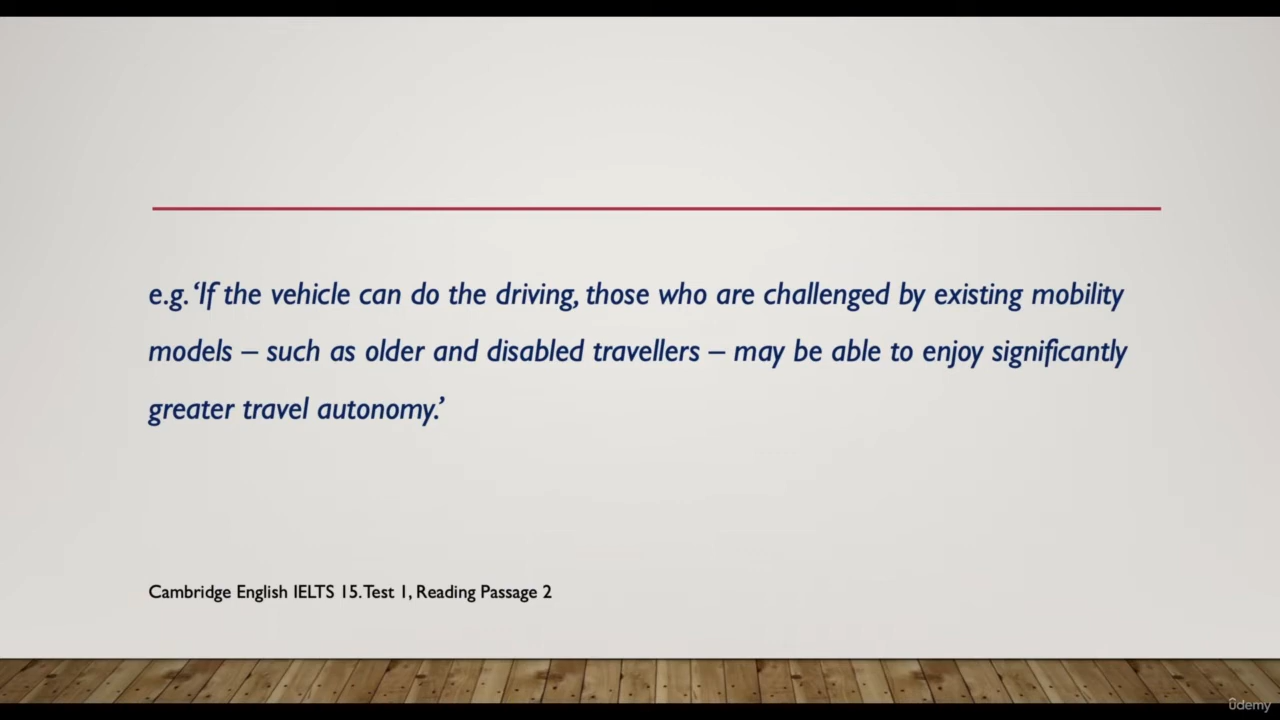 e.g. ‘If the vehicle can do the driving, those who are challenged by existing mobility
models – such as older and disabled travellers – may be able to enjoy significantly
greater travel autonomy.’
Cambridge English IELTS 15. Test 1, Reading Passage 2
ûdemy